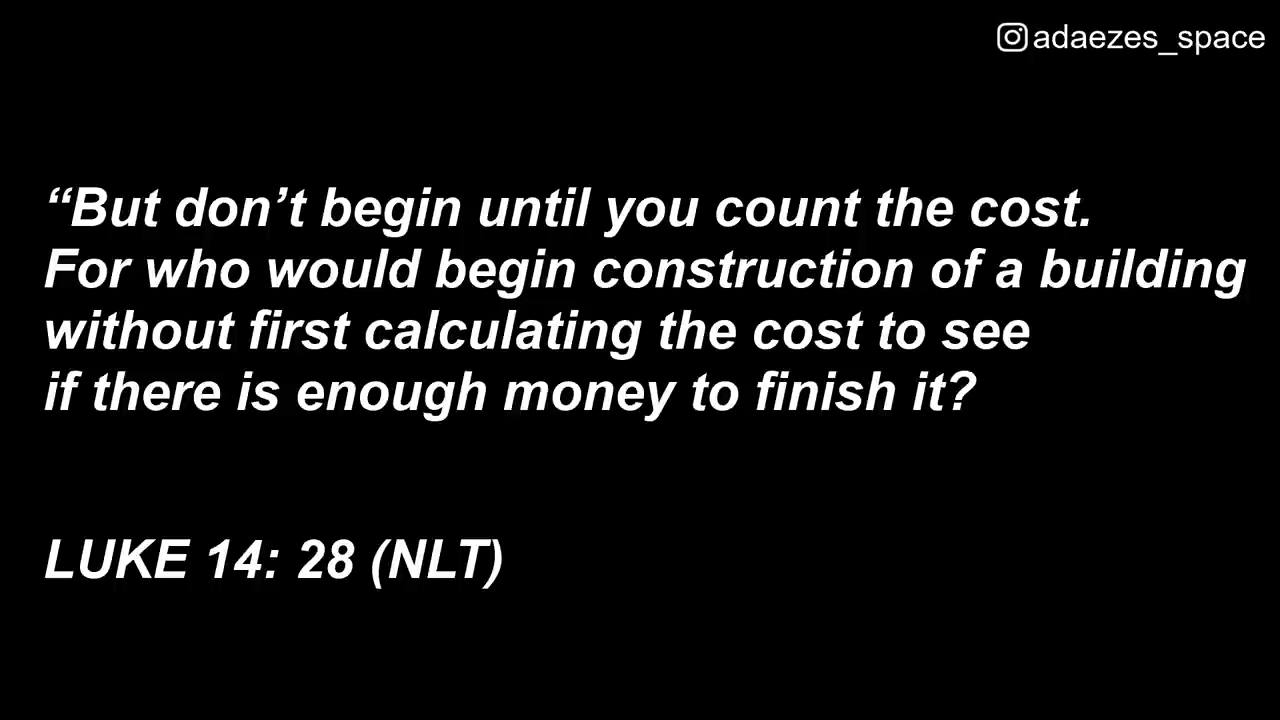 adaezes_space
“But don’t begin until you count the cost.
For who would begin construction of a building
without first calculating the cost to see
if there is enough money to finish it?
LUKE 14: 28 (NLT)